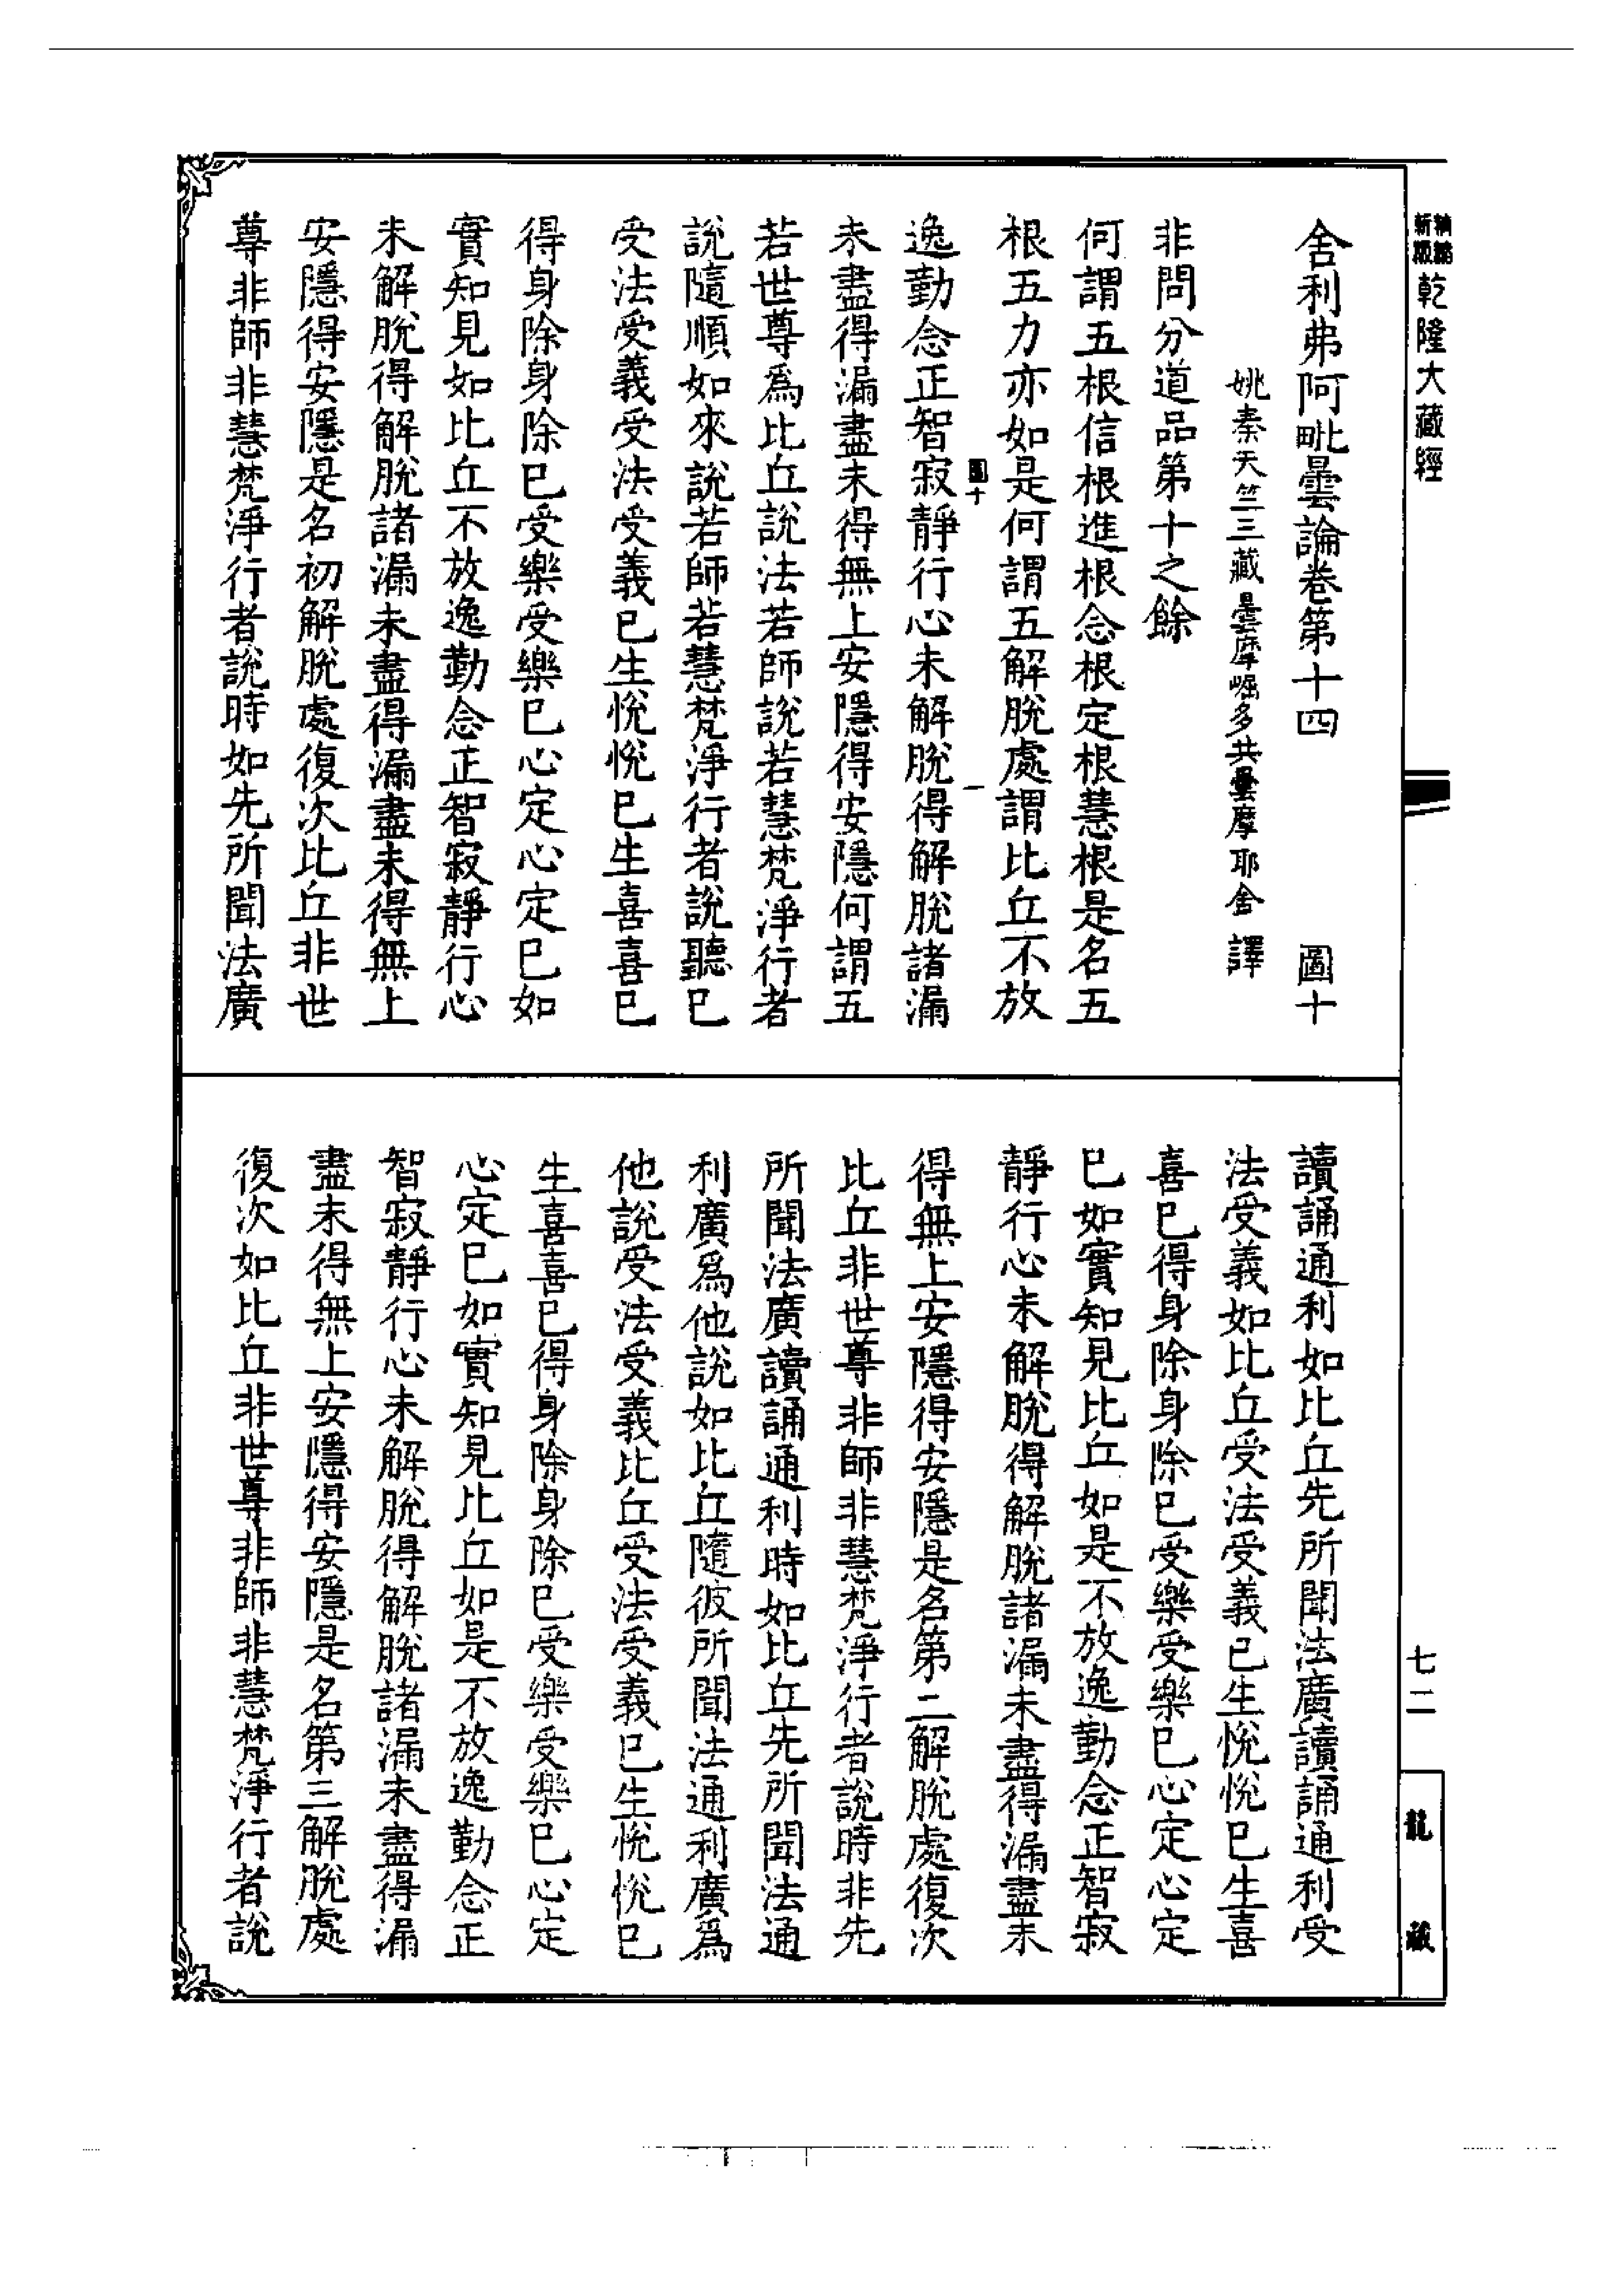 乾隆大藏經
舍利弗阿毗曇論卷第十四 圖十
姚秦天竺三藏曇摩崛多共曇摩耶舍 譯
非問分道品第十之餘
何謂五根信根進根念根定根慧根是名五
根五力亦如是何謂五解脫處謂比丘不放
圖十 一
逸勤念正智寂靜行心未解脫得解脫諸漏
未盡得漏盡未得無上安隱得安隱何謂五
若世尊爲比丘說法若師說若慧梵淨行者
說隨順如來說若師若慧梵淨行者說聽已
受法受義受法受義已生悅悅已生喜喜已
得身除身除已受樂受樂已心定心定已如
實知見如比丘不放逸勤念正智寂靜行心
未解脫得解脫諸漏未盡得漏盡未得無上
安隱得安隱是名初解脫處復次比丘非世
尊非師非慧梵淨行者說時如先所聞法廣
讀誦通利如比丘先所聞法廣讀誦通利受
法受義如比丘受法受義已生悅悅已生喜
喜已得身除身除已受樂受樂已心定心定
已如實知見比丘如是不放逸勤念正智寂
靜行心未解脫得解脫諸漏未盡得漏盡未
得無上安隱得安隱是名第二解脫處復次
比丘非世尊非師非慧梵淨行者說時非先
所聞法廣讀誦通利時如比丘先所聞法通
利廣爲他說如比丘隨彼所聞法通利廣爲
他說受法受義比丘受法受義已生悅悅已
生喜喜已得身除身除已受樂受樂已心定
心定已如實知見比丘如是不放逸勤念正
智寂靜行心未解脫得解脫諸漏未盡得漏
盡未得無上安隱得安隱是名第三解脫處
復次如比丘非世尊非師非慧梵淨行者說
七二
龍藏